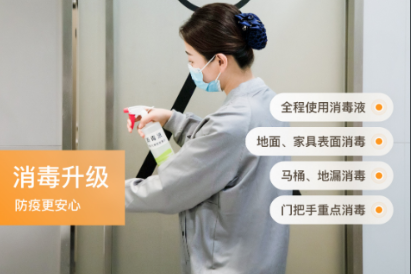 消毒升级
防疫更安心
全程使用消毒液
地面、家具表面消毒
马桶、地漏消毒
门把手重点消毒